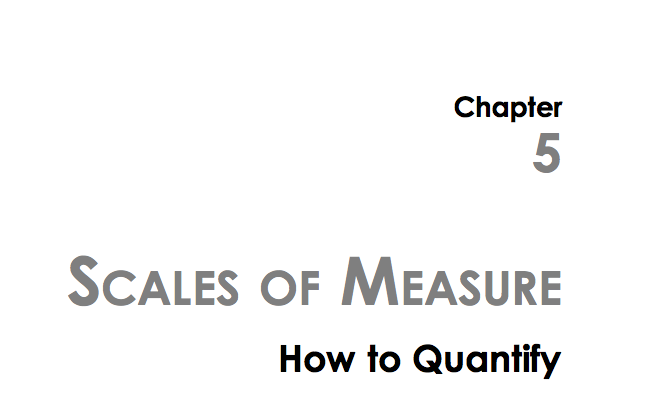 Chapter
5
SCALES OF MEASURE
How to Quantify